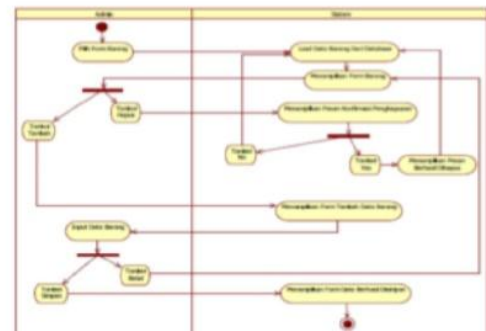 Admin
Sistem
Pilih Form Barang
Load Data Barang Dari Database
Menampilkan Form Barang
Tombol
Hapus
Menampilkan Pesan Konfirmasi Penghapusan
Tombol
Tambah
Tombol
No
Tombol
Yes
Menampilkan Pesan
Berhasil Dihapus
Menampilkan Form Tambah Data Barang
Input Data Barang
Tombol
Batal
Tombol
Simpan
Menampilkan Form Data Berhasil Disimpan